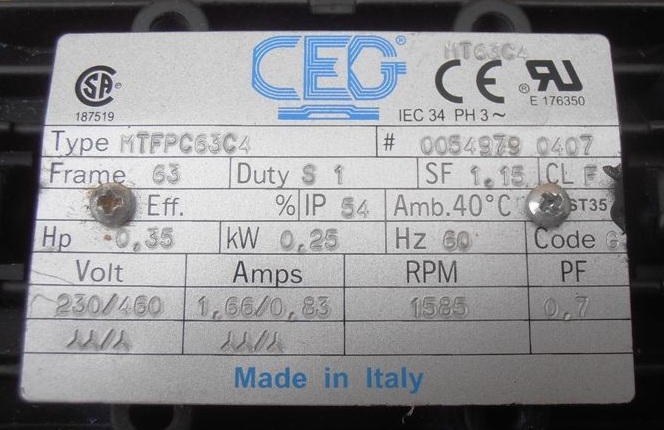 CEG®
MT63C4
CSA ®
187519
CE ®RU
E 176350
IEC 34 PH 3~
Type MTFPC63C4 # 0054979 0407
Frame 63 Duty S 1 SF 1,15 CL F
Eff. % IP 54 Amb.40°C ST35
Hp 0,35 kW 0,25 Hz 60 Code
Volt Amps RPM PF
230/460 1,66/0,83 1585 0,7
Made in Italy